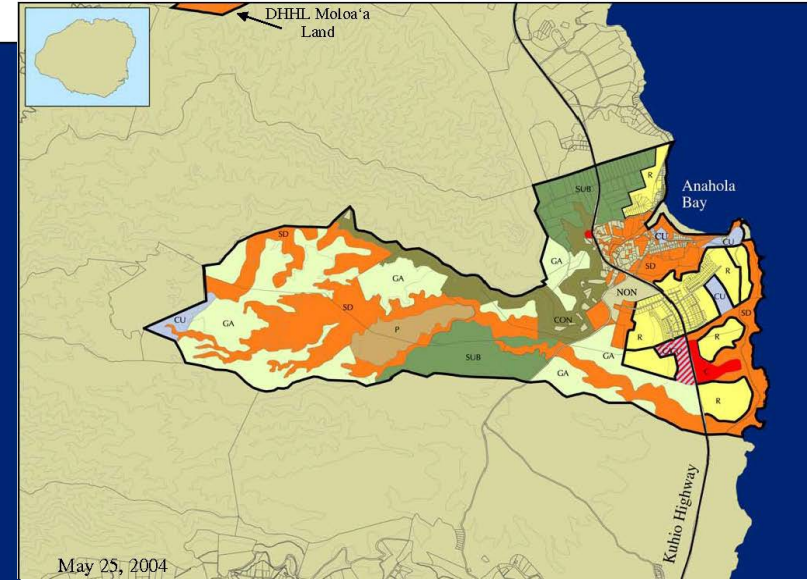 DHHL Moloa‘a
Land
R
SUB
Anahola
Bay
SD
CU
CU
GA
SD
R
GA
SD
NON
CU
CU
GA
SD
CON
P
R
R
SUB
GA
C
GA
R
Kuhio Highway
May 25, 2004